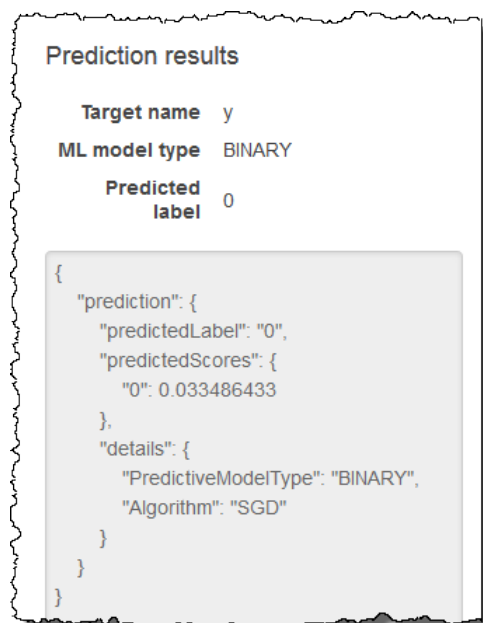 Prediction results
Target name y
ML model type BINARY
Predicted
label 0
{
"prediction": {
"predictedLabel": "0",
"predictedScores": {
"0": 0.033486433
},
"details": {
"PredictiveModelType": "BINARY",
"Algorithm": "SGD"
}
}
}